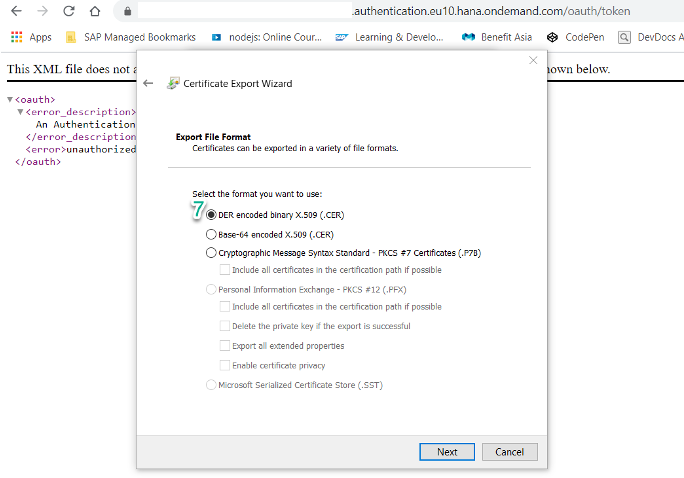 .authentication.eu10.hana.ondemand.com/oauth/token
Apps SAP Managed Bookmarks nodejs: Online Cour... Learning & Develo... Benefit Asia CodePen DevDocs A
This XML file does not a
nown below.
▼<oauth>
▼<error_description>
An Authentication
</error_description
<error>unauthorized
</oauth>
Certificate Export Wizard
Export File Format
Certificates can be exported in a variety of file formats.
Select the format you want to use:
7
DER encoded binary X.509 (.CER)
Base-64 encoded X.509 (.CER)
Cryptographic Message Syntax Standard - PKCS #7 Certificates (.P7B)
Include all certificates in the certification path if possible
Personal Information Exchange - PKCS #12 (.PFX)
Include all certificates in the certification path if possible
Delete the private key if the export is successful
Export all extended properties
Enable certificate privacy
Microsoft Serialized Certificate Store (.SST)
Next Cancel